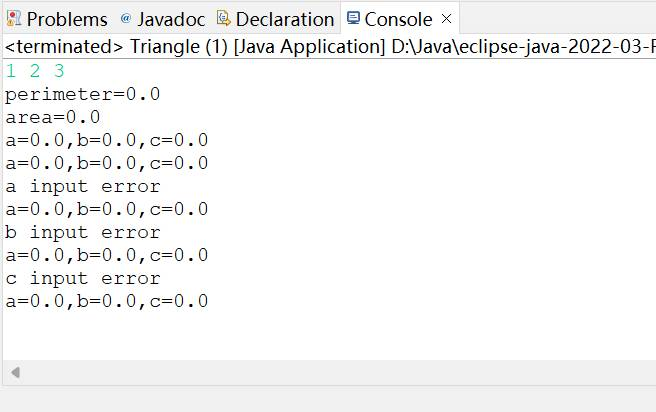 Problems @ Javadoc Declaration Console
<terminated> Triangle (1) [Java Application] D:\Java\eclipse-java-2022-03-
1 2 3
perimeter=0.0
area=0.0
a=0.0,b=0.0,c=0.0
a=0.0,b=0.0,c=0.0
a input error
a=0.0,b=0.0,c=0.0
b input error
a=0.0,b=0.0,c=0.0
c input error
a=0.0,b=0.0,c=0.0